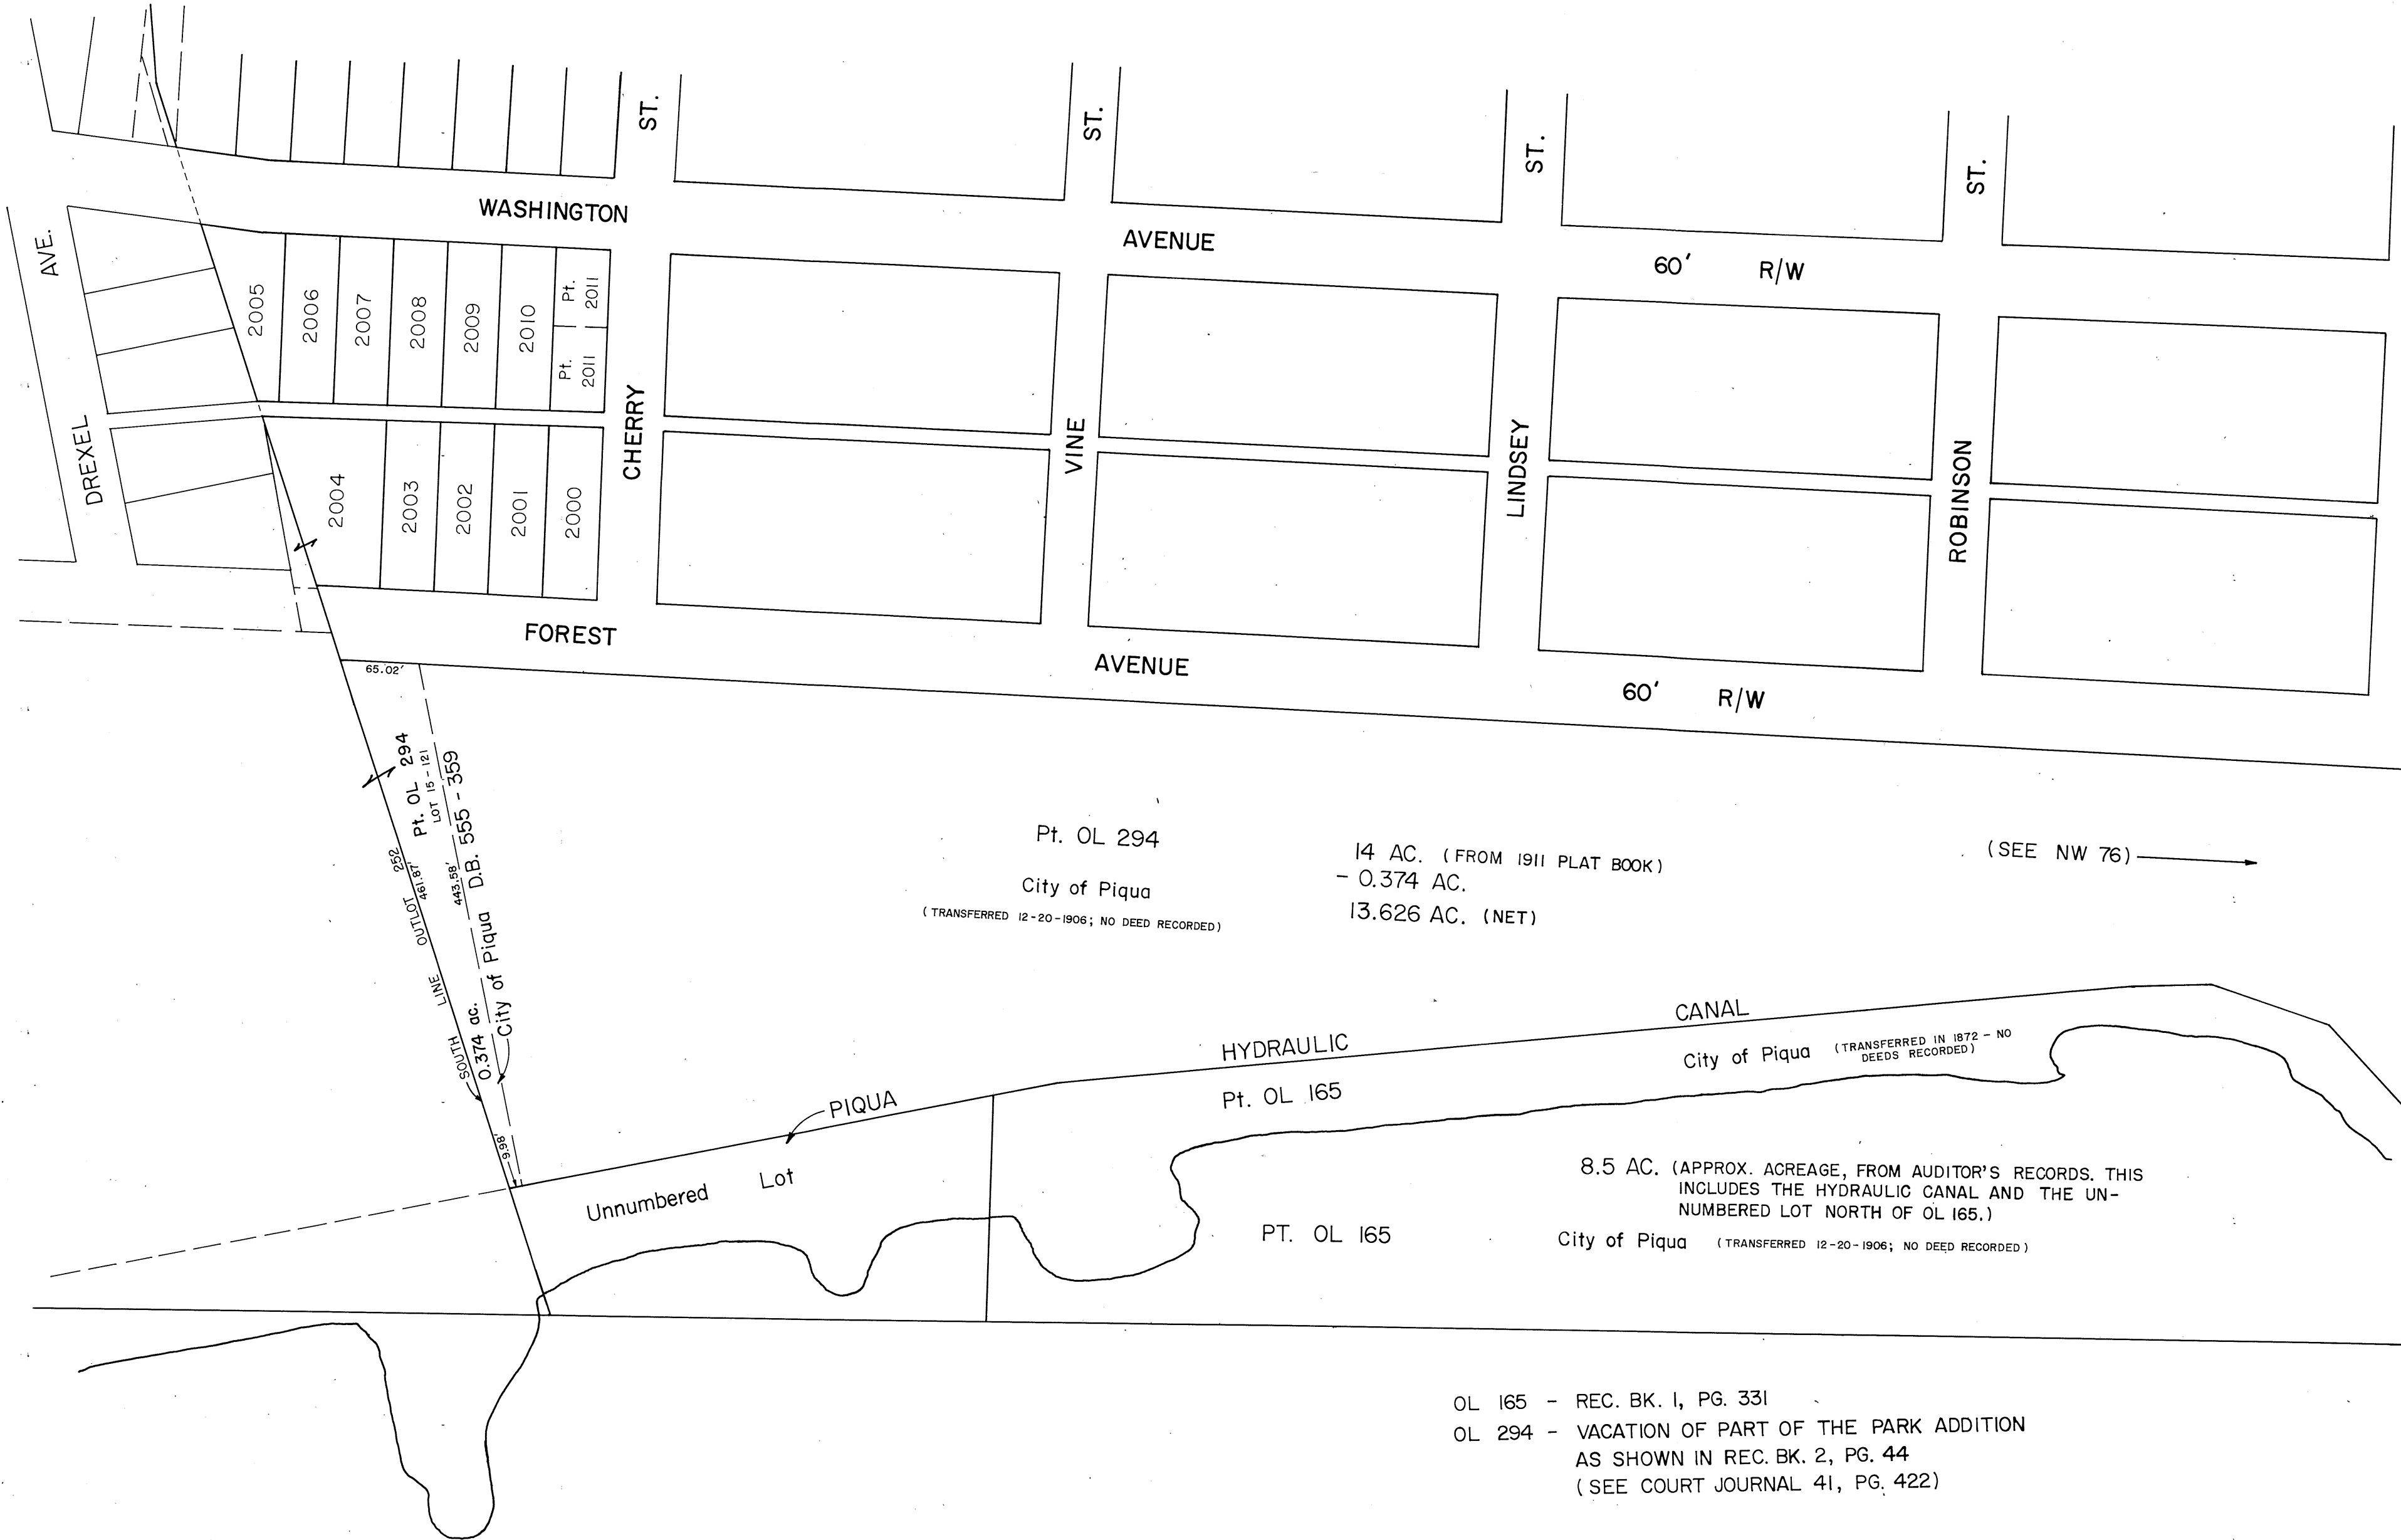 ST.
ST.
ST.
ST.
WASHINGTON
AVENUE
60' R/W
AVE.
DREXEL
2005
2006
2007
2008
2009
2010
Pt.
2011
Pt.
2011
CHERRY
VINE
LINDSEY
ROBINSON
2004
2003
2002
2001
2000
FOREST
AVENUE
60' R/W
65.02'
Pt. OL 294
LOT 15-121
D.B. 555-359
443.58'
461.87'
SOUTH LINE OUTLOT 252
City of Piqua
0.374 ac.
9.98'
Pt. OL 294
City of Piqua
(TRANSFERRED 12-20-1906; NO DEED RECORDED)
14 AC. (FROM 1911 PLAT BOOK)
- 0.374 AC.
13.626 AC. (NET)
(SEE NW 76)
PIQUA
HYDRAULIC
CANAL
Pt. OL 165
City of Piqua (TRANSFERRED IN 1872 - NO
DEEDS RECORDED)
Unnumbered Lot
PT. OL 165
8.5 AC. (APPROX. ACREAGE, FROM AUDITOR'S RECORDS. THIS
INCLUDES THE HYDRAULIC CANAL AND THE UN-
NUMBERED LOT NORTH OF OL 165.)
City of Piqua (TRANSFERRED 12-20-1906; NO DEED RECORDED)
OL 165 - REC. BK. 1, PG. 331
OL 294 - VACATION OF PART OF THE PARK ADDITION
AS SHOWN IN REC. BK. 2, PG. 44
(SEE COURT JOURNAL 41, PG. 422)